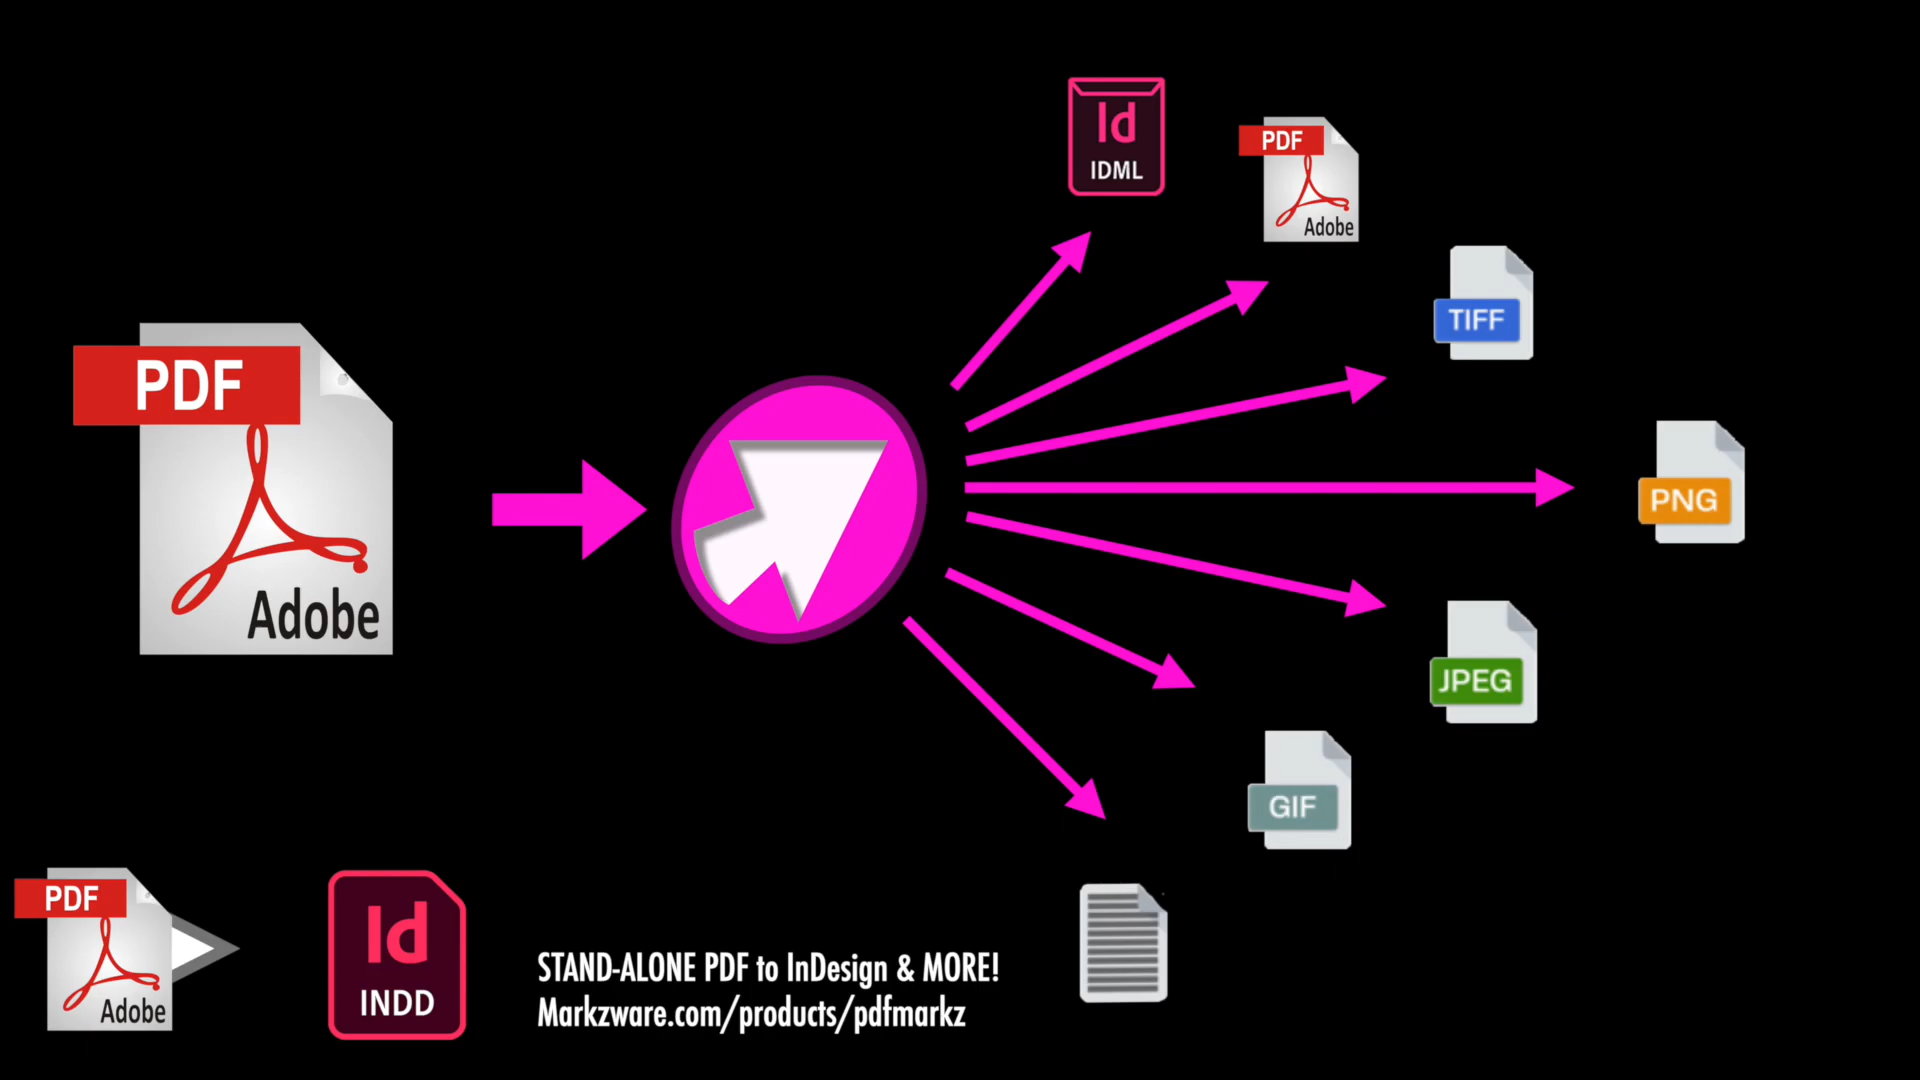 Id
IDML
PDF
Adobe
TIFF
PDF
Adobe
PNG
JPEG
GIF
PDF
Adobe
Id
INDD
STAND-ALONE PDF to InDesign & MORE!
Markzware.com/products/pdfmarkz